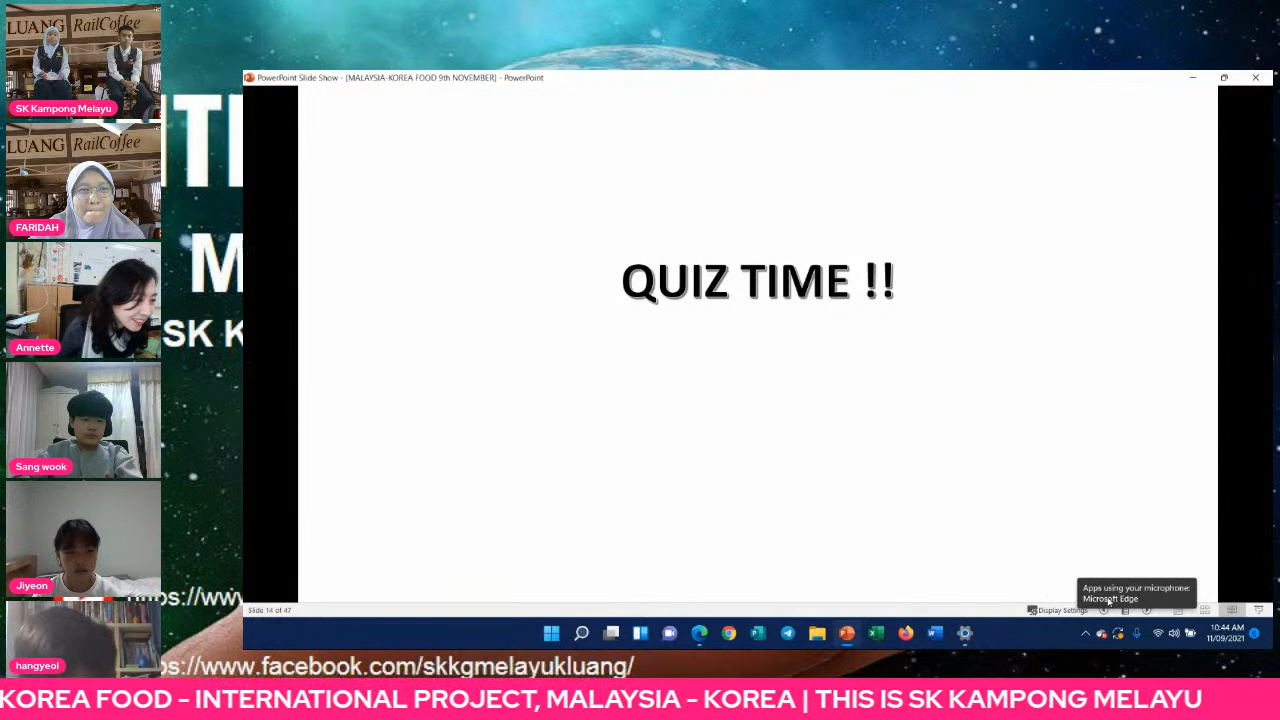 LUANG RailCoffee
SK Kampong Melayu
LUANG RailCoffee
FARIDAH
Annette
Sang wook
Jiyeon
hangyeol
M
SK K
PowerPoint Slide Show - [MALAYSIA-KOREA FOOD 9th NOVEMBER] - PowerPoint
QUIZ TIME !!
Apps using your microphone:
Microsoft Edge
Slide 14 of 47
Display Settings
10:44 AM
11/09/2021
ps://www.facebook.com/skkgmelayukluang/
KOREA FOOD - INTERNATIONAL PROJECT, MALAYSIA - KOREA | THIS IS SK KAMPONG MELAYU